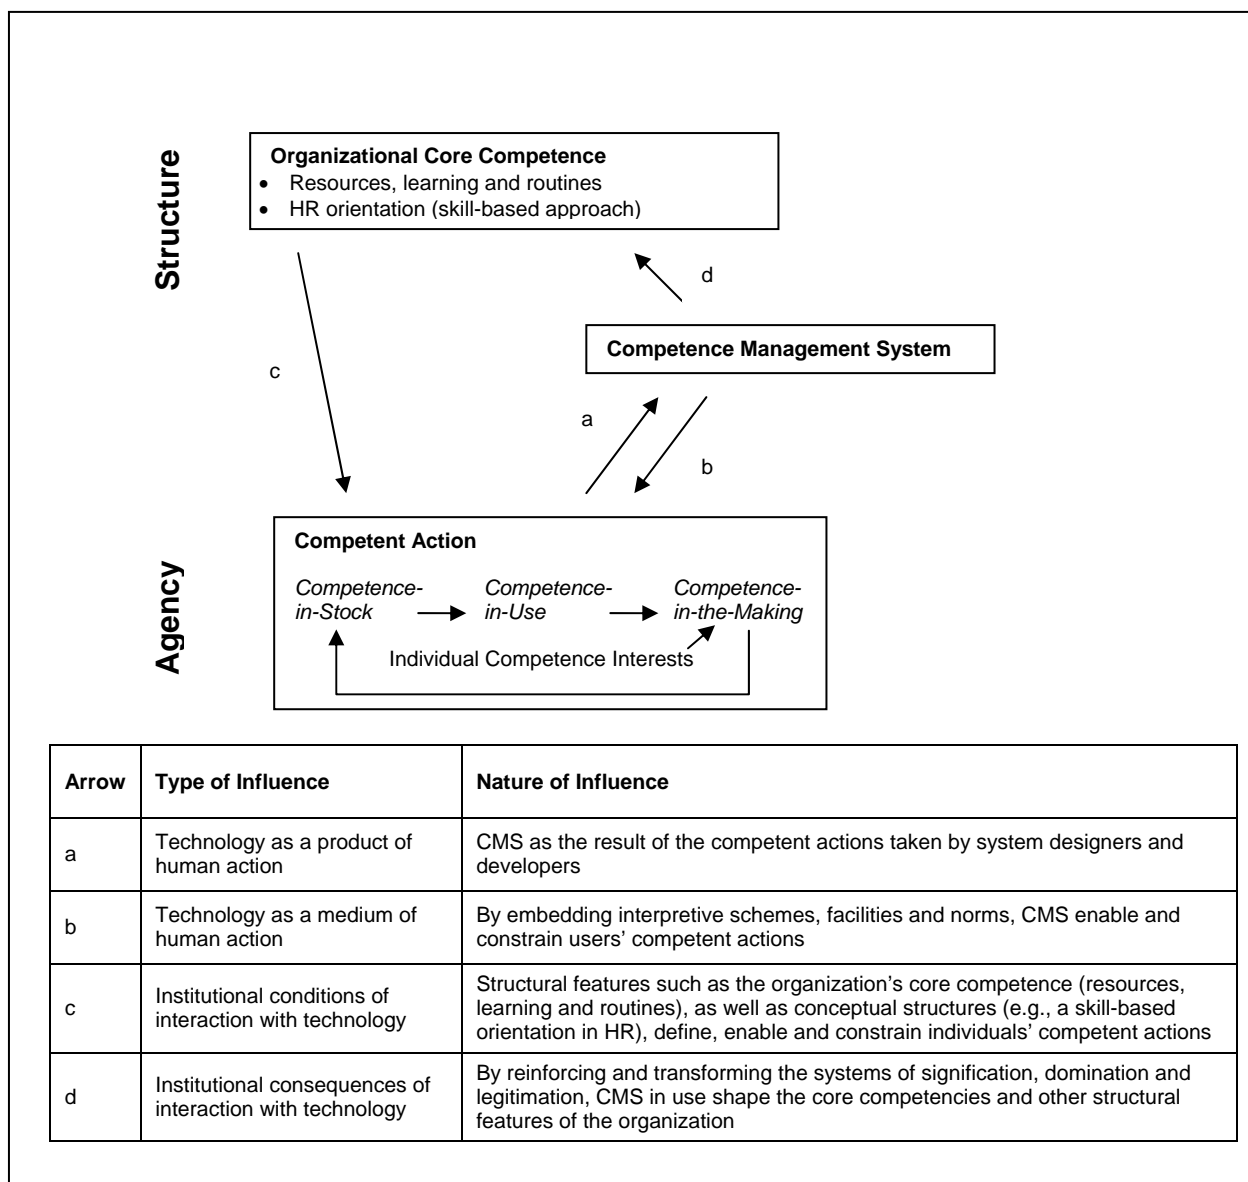 Structure
Organizational Core Competence
• Resources, learning and routines
• HR orientation (skill-based approach)
d
Competence Management System
c
a
b
Agency
Competent Action
Competence-
in-Stock
Competence-
in-Use
Competence-
in-the-Making
Individual Competence Interests
Arrow Type of Influence Nature of Influence
a
Technology as a product of
human action
CMS as the result of the competent actions taken by system designers and
developers
b
Technology as a medium of
human action
By embedding interpretive schemes, facilities and norms, CMS enable and
constrain users’ competent actions
c
Institutional conditions of
interaction with technology
Structural features such as the organization’s core competence (resources,
learning and routines), as well as conceptual structures (e.g., a skill-based
orientation in HR), define, enable and constrain individuals’ competent actions
d
Institutional consequences of
interaction with technology
By reinforcing and transforming the systems of signification, domination and
legitimation, CMS in use shape the core competencies and other structural
features of the organization